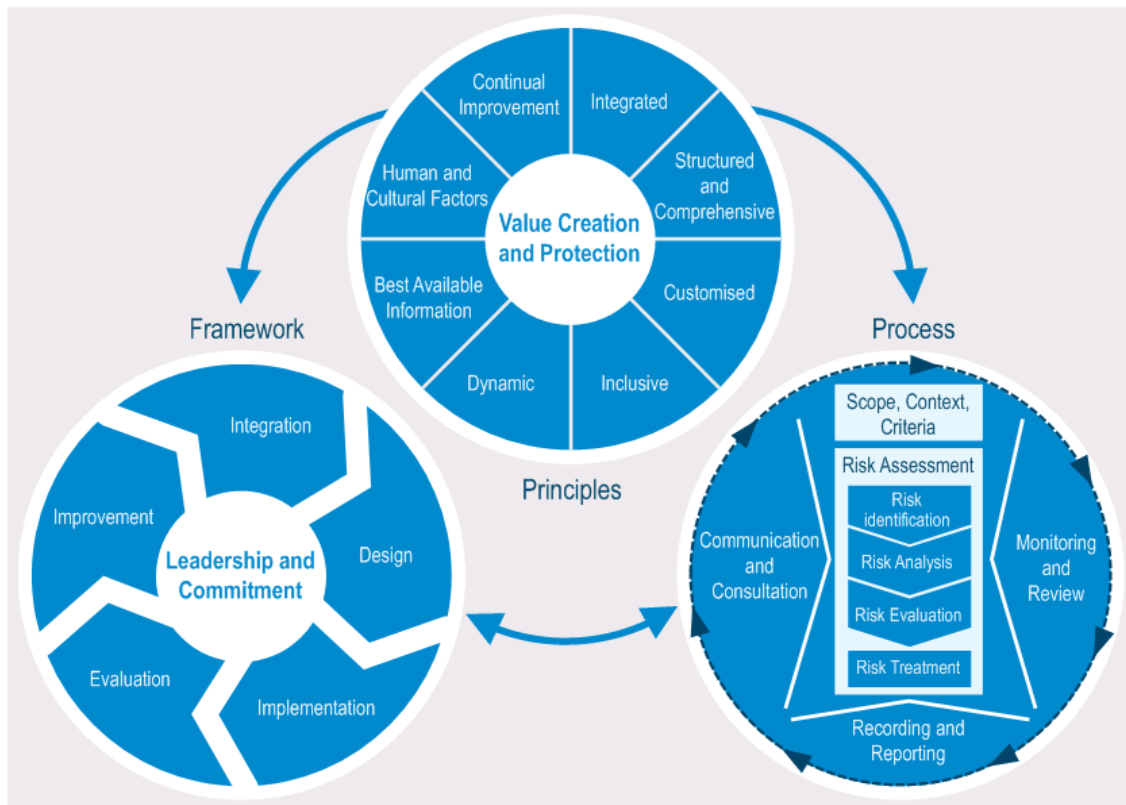 Continual
Improvement
Integrated
Structured
and
Comprehensive
Customised
Inclusive
Dynamic
Best Available
Information
Human and
Cultural Factors
Value Creation
and Protection
Principles
Framework
Integration
Design
Implementation
Evaluation
Improvement
Leadership and
Commitment
Process
Scope, Context,
Criteria
Risk Assessment
Risk
identification
Risk Analysis
Risk Evaluation
Risk Treatment
Communication
and
Consultation
Monitoring
and
Review
Recording and
Reporting